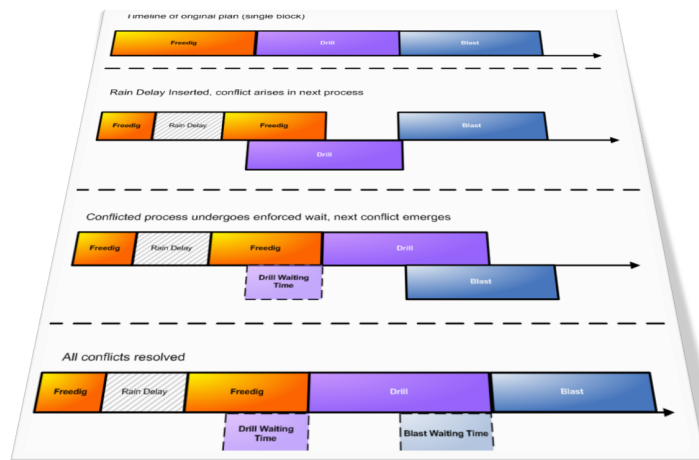 Timeline of original plan (single block)
Freedig Drill Blast
Rain Delay Inserted, conflict arises in next process
Freedig Rain Delay Freedig Blast
Drill
Conflicted process undergoes enforced wait, next conflict emerges
Freedig Rain Delay Freedig Drill
Drill Waiting
Time
Blast
All conflicts resolved
Freedig Rain Delay Freedig Drill Blast
Drill Waiting
Time
Blast Waiting Time